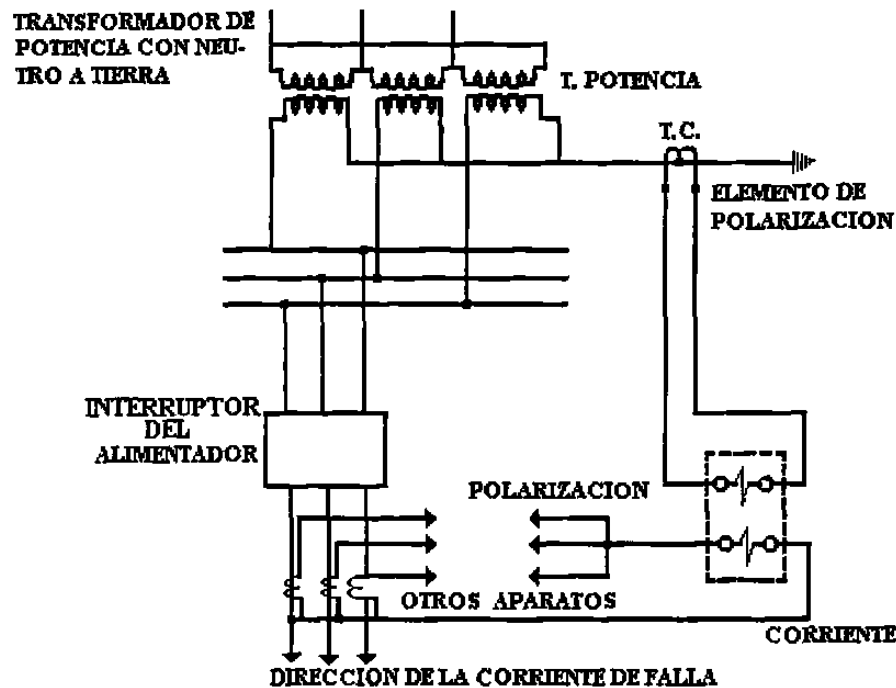 TRANSFORMADOR DE
POTENCIA CON NEU-
TRO A TIERRA
T. POTENCIA
T.C.
ELEMENTO DE
POLARIZACION
INTERRUPTOR
DEL
ALIMENTADOR
POLARIZACION
OTROS APARATOS
CORRIENTE
DIRECCION DE LA CORRIENTE DE FALLA